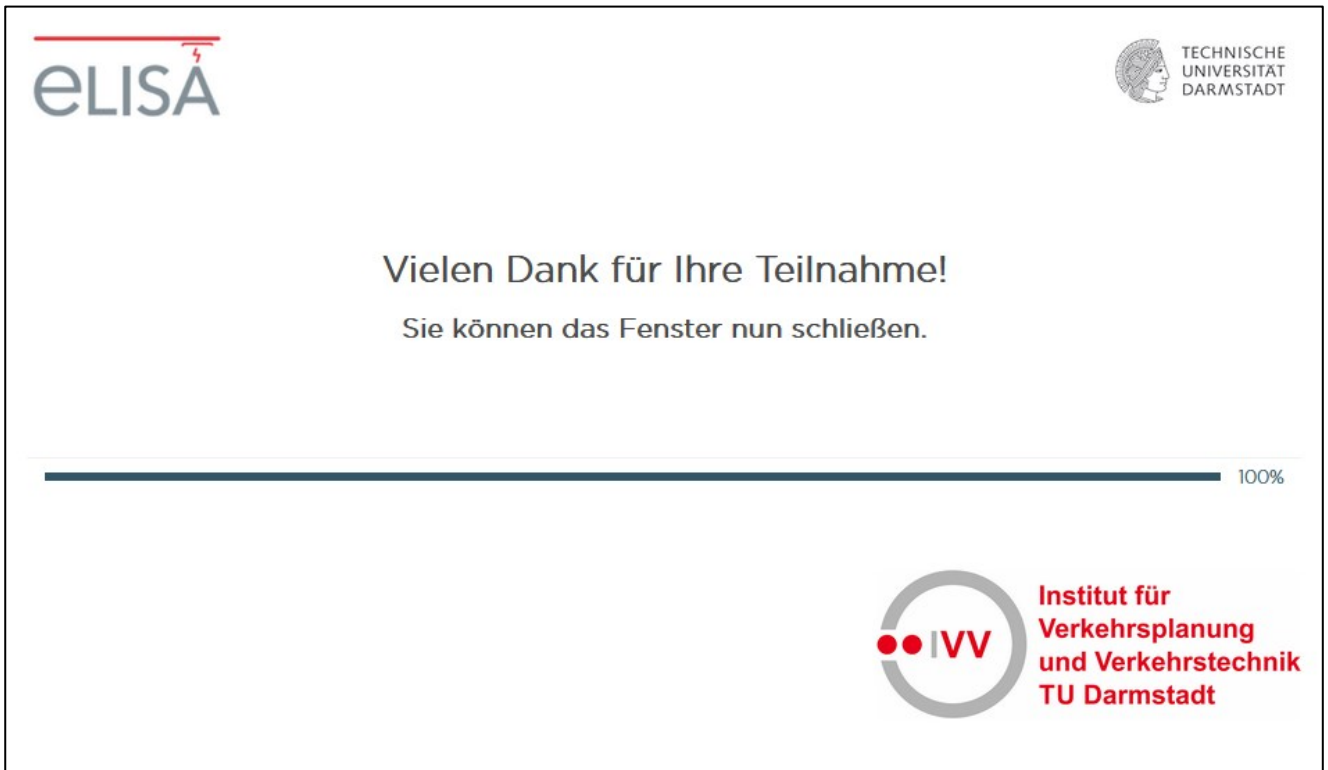 eLISA
TECHNISCHE
UNIVERSITÄT
DARMSTADT
Vielen Dank für Ihre Teilnahme!
Sie können das Fenster nun schließen.
100%
IVV
Institut für
Verkehrsplanung
und Verkehrstechnik
TU Darmstadt